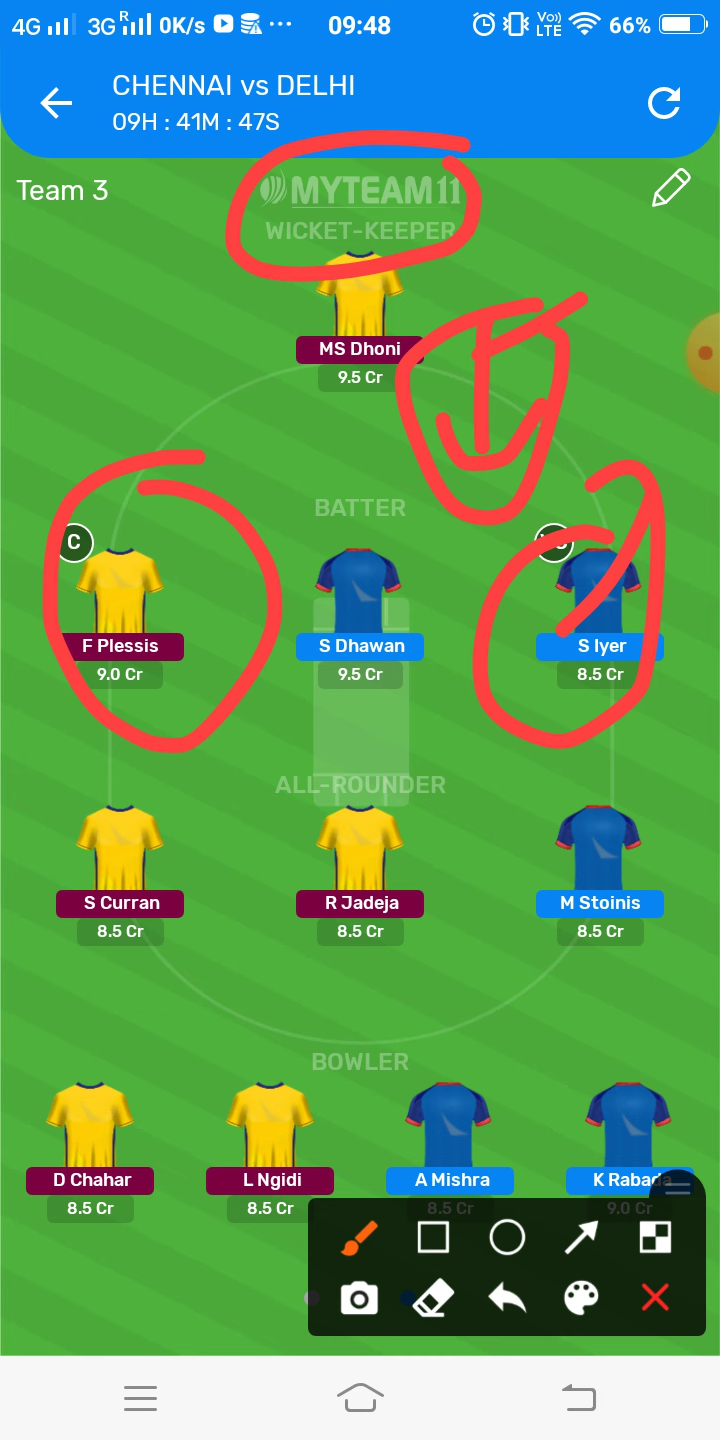 4G 3G R 0K/s ... 09:48 Vo)) LTE 66%
CHENNAI vs DELHI
09H : 41M : 47S
Team 3
MYTEAM11
WICKET-KEEPER
MS Dhoni
9.5 Cr
BATTER
C
F Plessis S Dhawan S Iyer
9.0 Cr 9.5 Cr 8.5 Cr
ALL-ROUNDER
S Curran R Jadeja M Stoinis
8.5 Cr 8.5 Cr 8.5 Cr
BOWLER
D Chahar L Ngidi A Mishra K Rabada
8.5 Cr 8.5 Cr 8.5 Cr 9.0 Cr